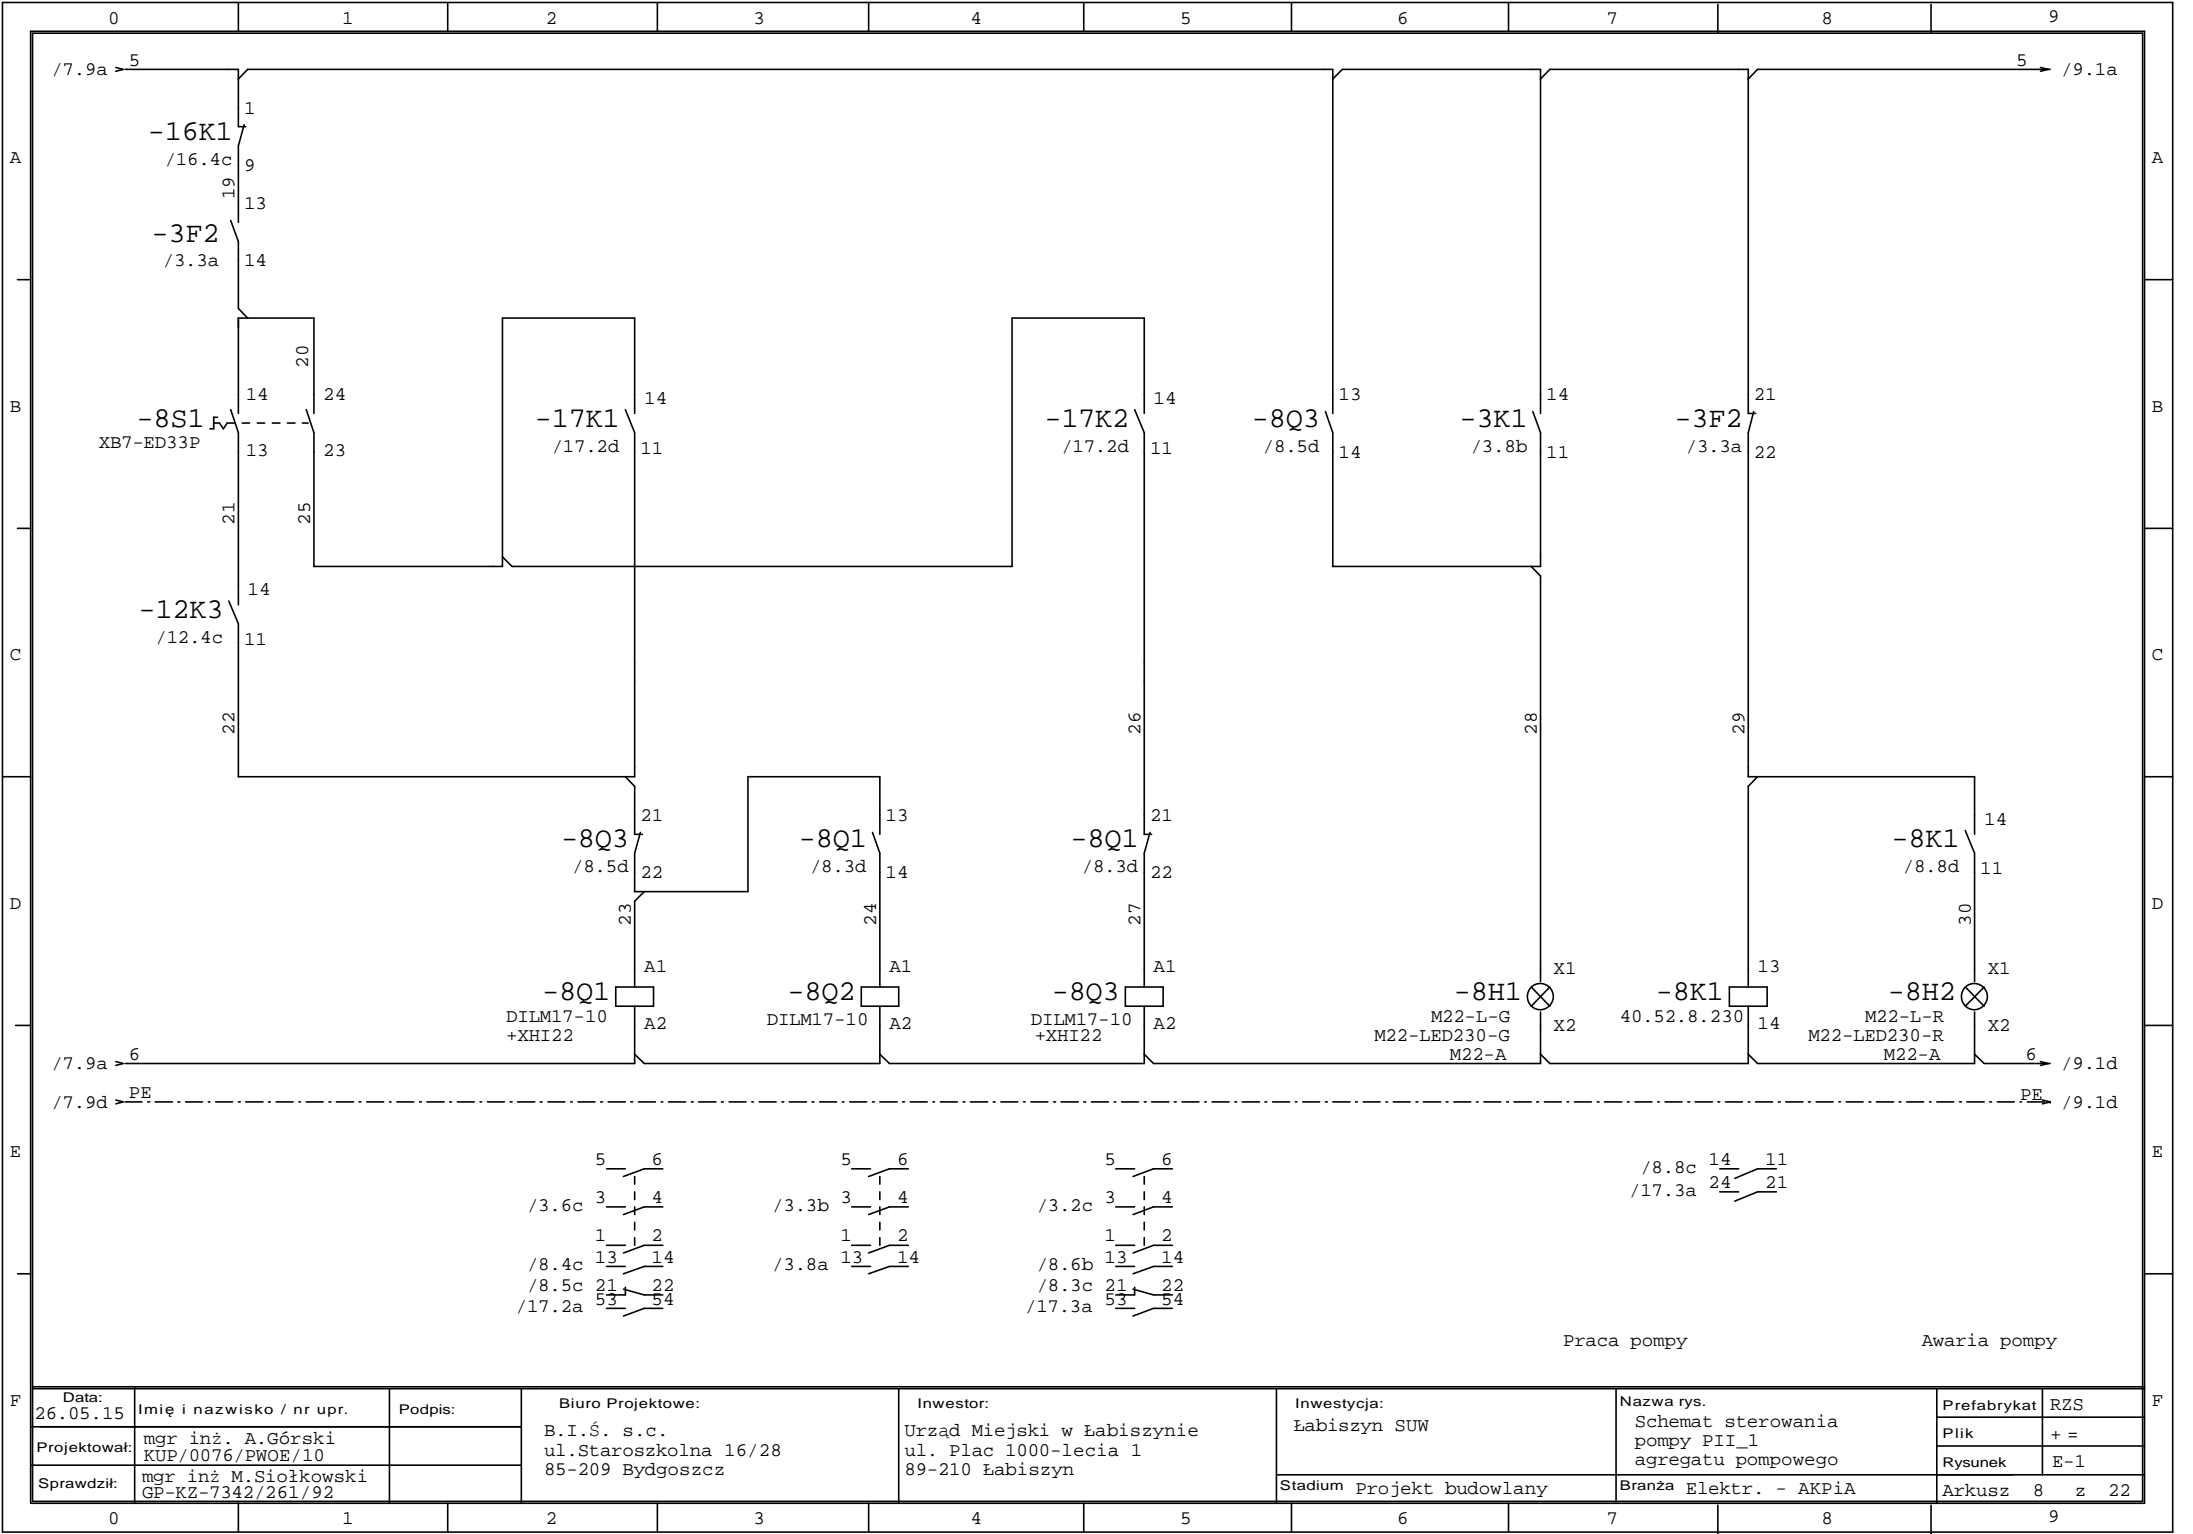 0 1 2 3 4 5 6 7 8 9
/7.9a 5
5 /9.1a
A
A
1
-16K1
/16.4c
9
19
13
-3F2
/3.3a
14
20
B
B
14
24
-8S1
XB7-ED33P
13
23
21
25
14
-17K1
/17.2d
11
14
-17K2
/17.2d
11
13
-8Q3
/8.5d
14
14
-3K1
/3.8b
11
21
-3F2
/3.3a
22
C
C
14
-12K3
/12.4c
11
22
26
28
29
D
D
21
-8Q3
/8.5d
22
23
13
-8Q1
/8.3d
14
24
21
-8Q1
/8.3d
22
27
14
-8K1
/8.8d
11
30
A1
-8Q1
DILM17-10
+XHI22
A2
A1
-8Q2
DILM17-10
A2
A1
-8Q3
DILM17-10
+XHI22
A2
X1
-8H1
M22-L-G
M22-LED230-G
M22-A
X2
13
-8K1
40.52.8.230
14
X1
-8H2
M22-L-R
M22-LED230-R
M22-A
X2
/7.9a 6
6 /9.1d
/7.9d PE
PE /9.1d
E
E
5 6
/3.6c 3 4
1 2
/8.4c 13 14
/8.5c 21 22
/17.2a 53 54
5 6
/3.3b 3 4
1 2
/3.8a 13 14
5 6
/3.2c 3 4
1 2
/8.6b 13 14
/8.3c 21 22
/17.3a 53 54
/8.8c 14 11
/17.3a 24 21
Praca pompy
Awaria pompy
F
F
Data:
26.05.15
Imię i nazwisko / nr upr.
Podpis:
Projektował:
mgr inż. A.Górski
KUP/0076/PWOE/10
Sprawdził:
mgr inż M.Siołkowski
GP-KZ-7342/261/92
Biuro Projektowe:
B.I.Ś. s.c.
ul.Staroszkolna 16/28
85-209 Bydgoszcz
Inwestor:
Urząd Miejski w Łabiszynie
ul. Plac 1000-lecia 1
89-210 Łabiszyn
Inwestycja:
Łabiszyn SUW
Stadium Projekt budowlany
Nazwa rys.
Schemat sterowania
pompy PII_1
agregatu pompowego
Branża Elektr. - AKPiA
Prefabrykat RZS
Plik + =
Rysunek E-1
Arkusz 8 z 22
0 1 2 3 4 5 6 7 8 9